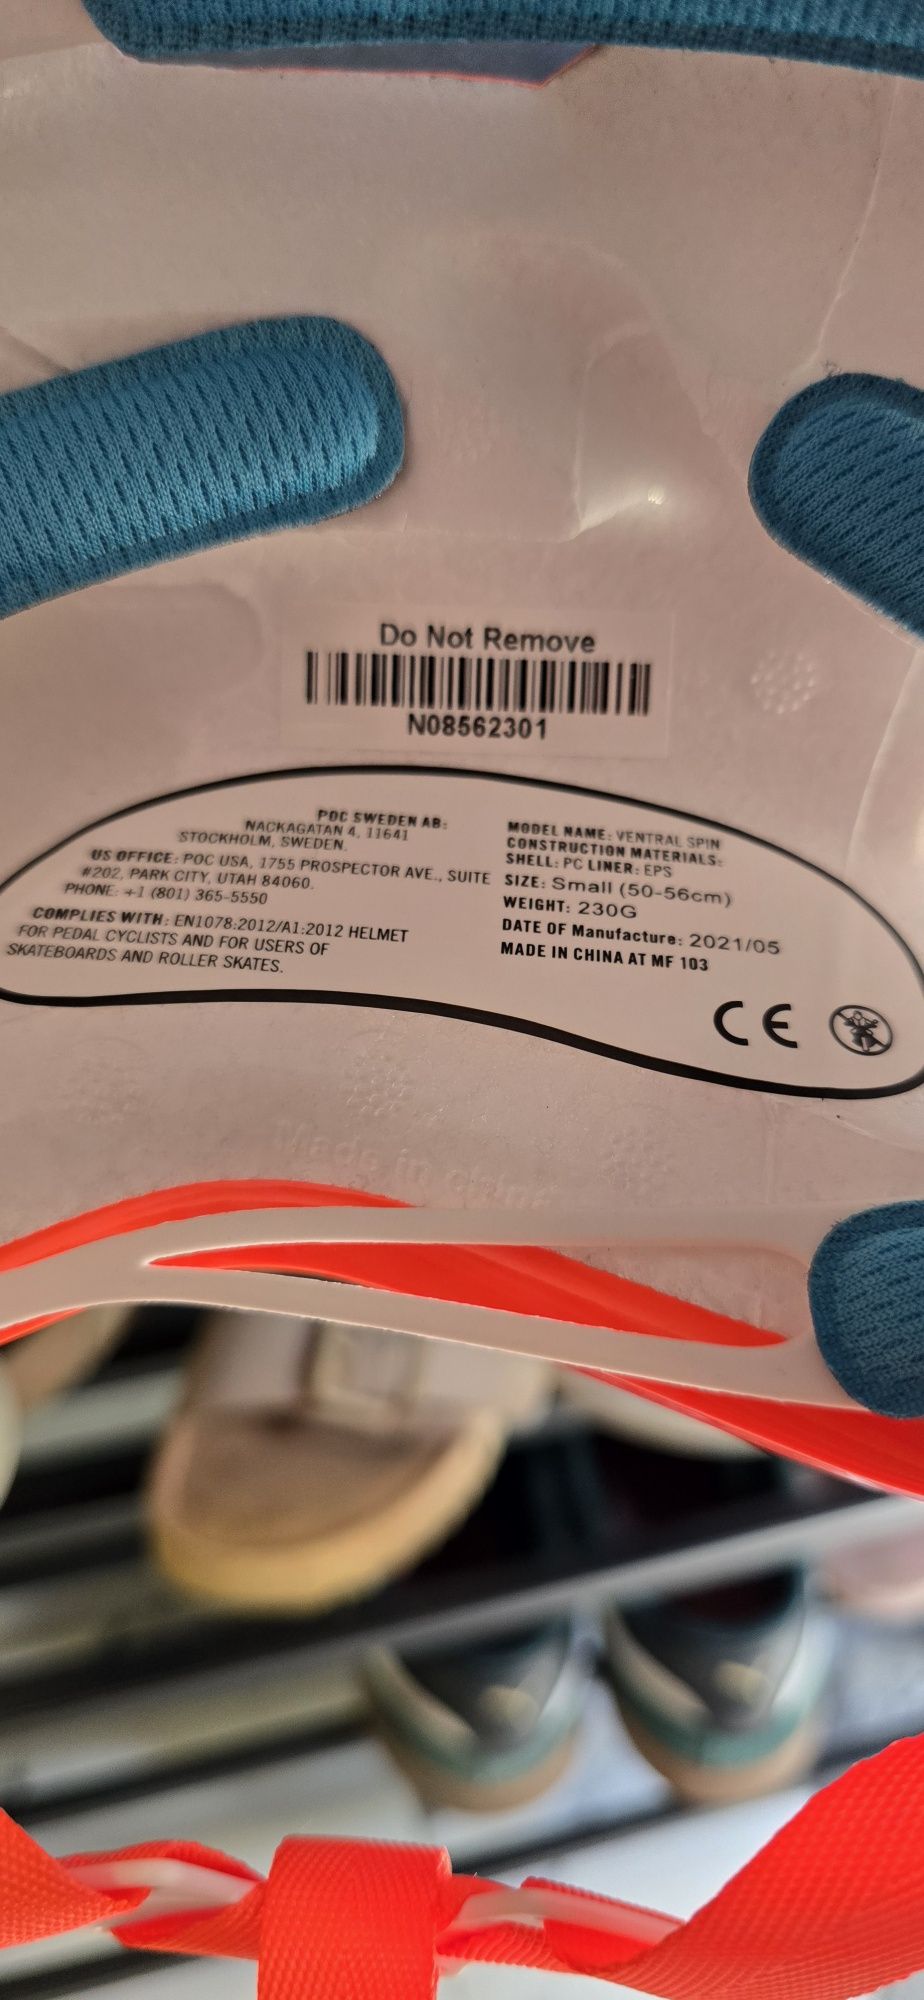 Do Not Remove
N08562301
POC SWEDEN AB:
NACKAGATAN 4, 11641
STOCKHOLM, SWEDEN.
US OFFICE: POC USA, 1755 PROSPECTOR AVE., SUITE
#202, PARK CITY, UTAH 84060.
PHONE: +1 (801) 365-5550
COMPLIES WITH: EN1078:2012/A1:2012 HELMET
FOR PEDAL CYCLISTS AND FOR USERS OF
SKATEBOARDS AND ROLLER SKATES.
MODEL NAME: VENTRAL SPIN
CONSTRUCTION MATERIALS:
SHELL: PC LINER: EPS
SIZE: Small (50-56cm)
WEIGHT: 230G
DATE OF Manufacture: 2021/05
MADE IN CHINA AT MF 103
CE
Made in china